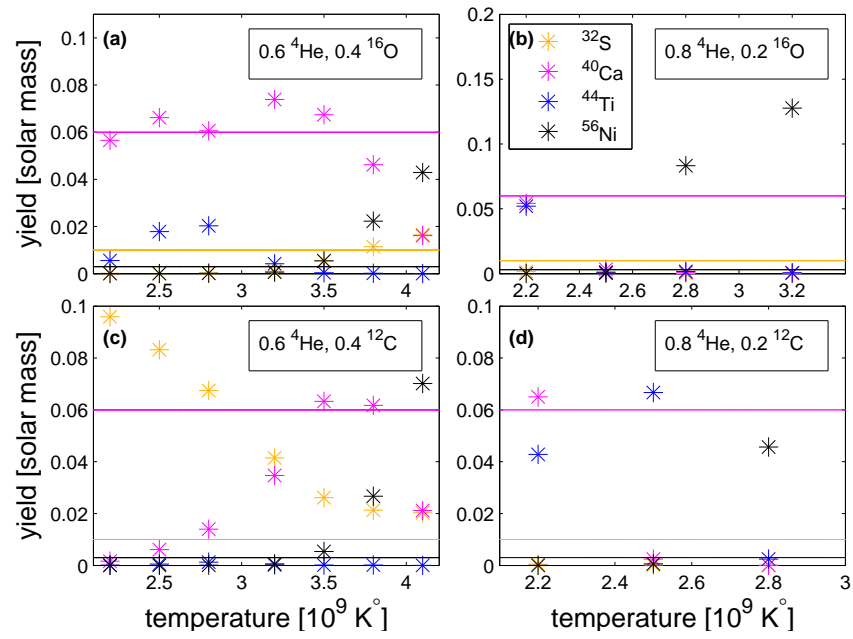 (a)
0.6 ⁴He, 0.4 ¹⁶O
yield [solar mass]
0.1
0.08
0.06
0.04
0.02
0
2.5 3 3.5 4
(b)
³²S
⁴⁰Ca
⁴⁴Ti
⁵⁶Ni
0.8 ⁴He, 0.2 ¹⁶O
0.2
0.15
0.1
0.05
0
2.2 2.4 2.6 2.8 3 3.2
(c)
0.6 ⁴He, 0.4 ¹²C
yield [solar mass]
0.1
0.08
0.06
0.04
0.02
0
2.5 3 3.5 4
temperature [10⁹ K°]
(d)
0.8 ⁴He, 0.2 ¹²C
0.1
0.08
0.06
0.04
0.02
0
2.2 2.4 2.6 2.8 3
temperature [10⁹ K°]